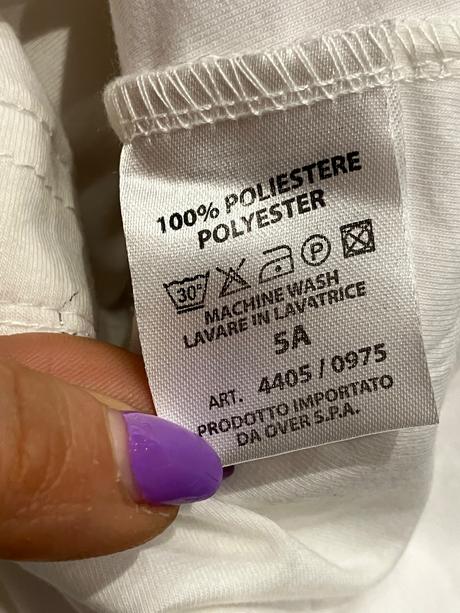 100% POLIESTERE
POLYESTER
30° P
MACHINE WASH
LAVARE IN LAVATRICE
5A
ART. 4405 / 0975
PRODOTTO IMPORTATO
DA OVER S.P.A.